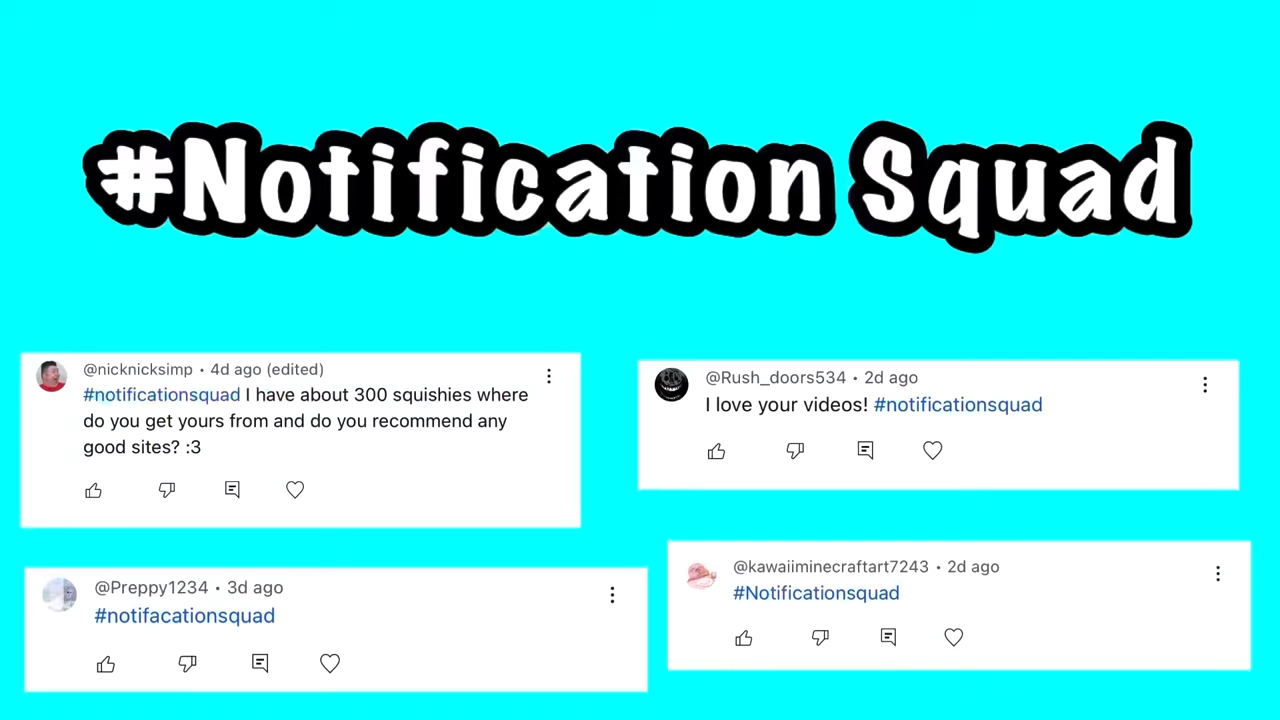 #Notification Squad
@nicknicksimp • 4d ago (edited)
#notificationsquad I have about 300 squishies where
do you get yours from and do you recommend any
good sites? :3
@Rush_doors534 • 2d ago
I love your videos! #notificationsquad
@Preppy1234 • 3d ago
#notifacationsquad
@kawaiiminecraftart7243 • 2d ago
#Notificationsquad